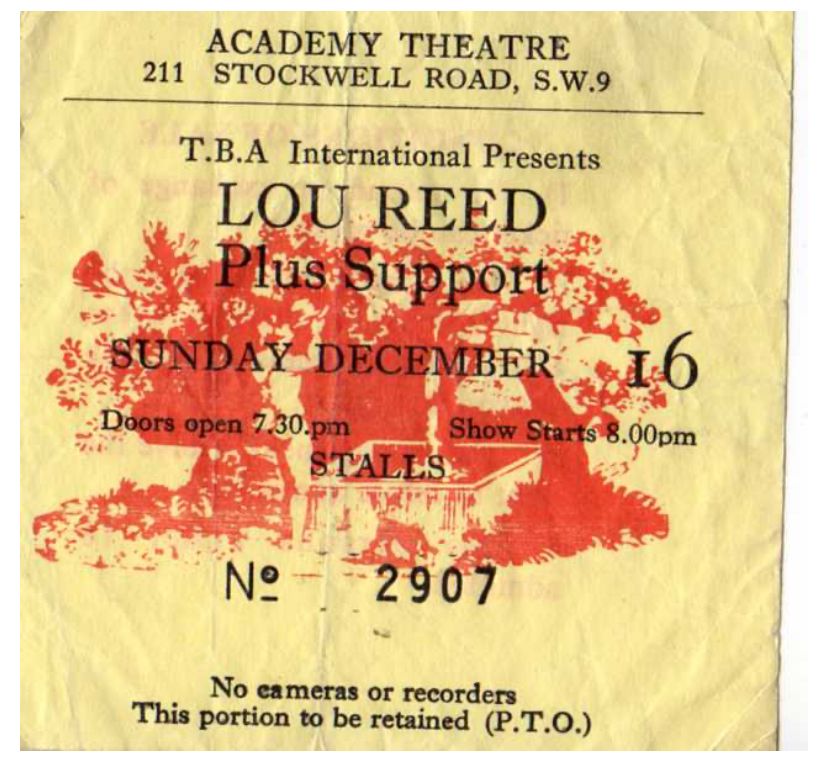 ACADEMY THEATRE
211 STOCKWELL ROAD, S.W.9
T.B.A International Presents
LOU REED
Plus Support
SUNDAY DECEMBER 16
Doors open 7.30.pm Show Starts 8.00pm
STALLS
Nº 2907
No cameras or recorders
This portion to be retained (P.T.O.)